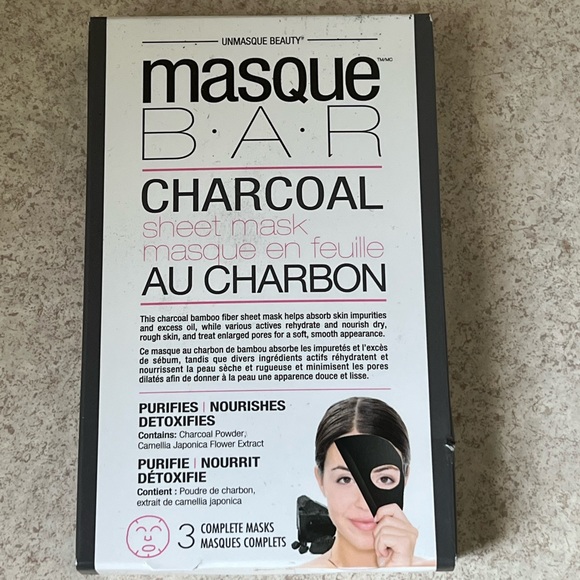 UNMASQUE BEAUTY®
masque™/MC
B·A·R
CHARCOAL
sheet mask
masque en feuille
AU CHARBON
This charcoal bamboo fiber sheet mask helps absorb skin impurities
and excess oil, while various actives rehydrate and nourish dry,
rough skin, and treat enlarged pores for a soft, smooth appearance.
Ce masque au charbon de bambou absorbe les impuretés et l'excès
de sébum, tandis que divers ingrédients actifs réhydratent et
nourrissent la peau sèche et rugueuse et minimisent les pores
dilatés afin de donner à la peau une apparence douce et lisse.
PURIFIES | NOURISHES
DETOXIFIES
Contains: Charcoal Powder,
Camellia Japonica Flower Extract
PURIFIE | NOURRIT
DÉTOXIFIE
Contient : Poudre de charbon,
extrait de camellia japonica
3 COMPLETE MASKS
MASQUES COMPLETS